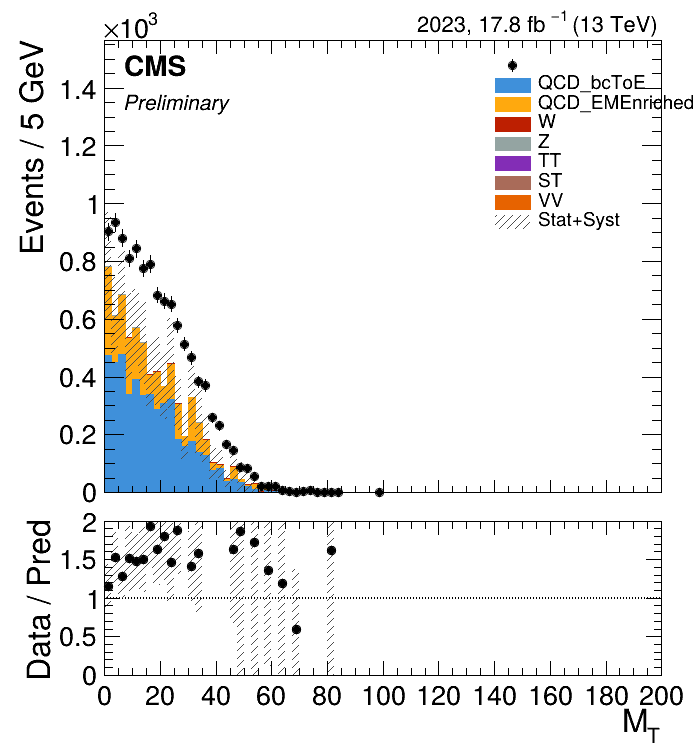 ×10³
2023, 17.8 fb⁻¹ (13 TeV)
Events / 5 GeV
CMS
Preliminary
QCD_bcToE
QCD_EMEnriched
W
Z
TT
ST
VV
Stat+Syst
1.4
1.2
1
0.8
0.6
0.4
0.2
0
Data / Pred
2
1.5
1
0.5
0
0 20 40 60 80 100 120 140 160 180 200
M_T